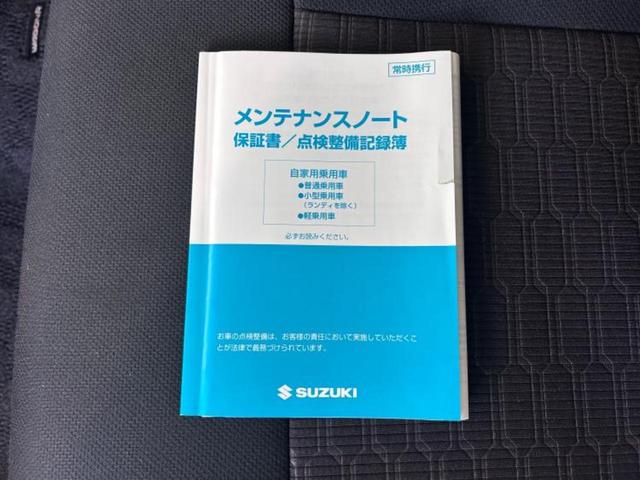 常時携行
メンテナンスノート
保証書／点検整備記録簿
自家用乗用車
●普通乗用車
●小型乗用車
（ランディを除く）
●軽乗用車
必ずお読みください。
お車の点検整備は、お客様の責任において実施していただくこ
とが法律で義務づけられています。
SUZUKI